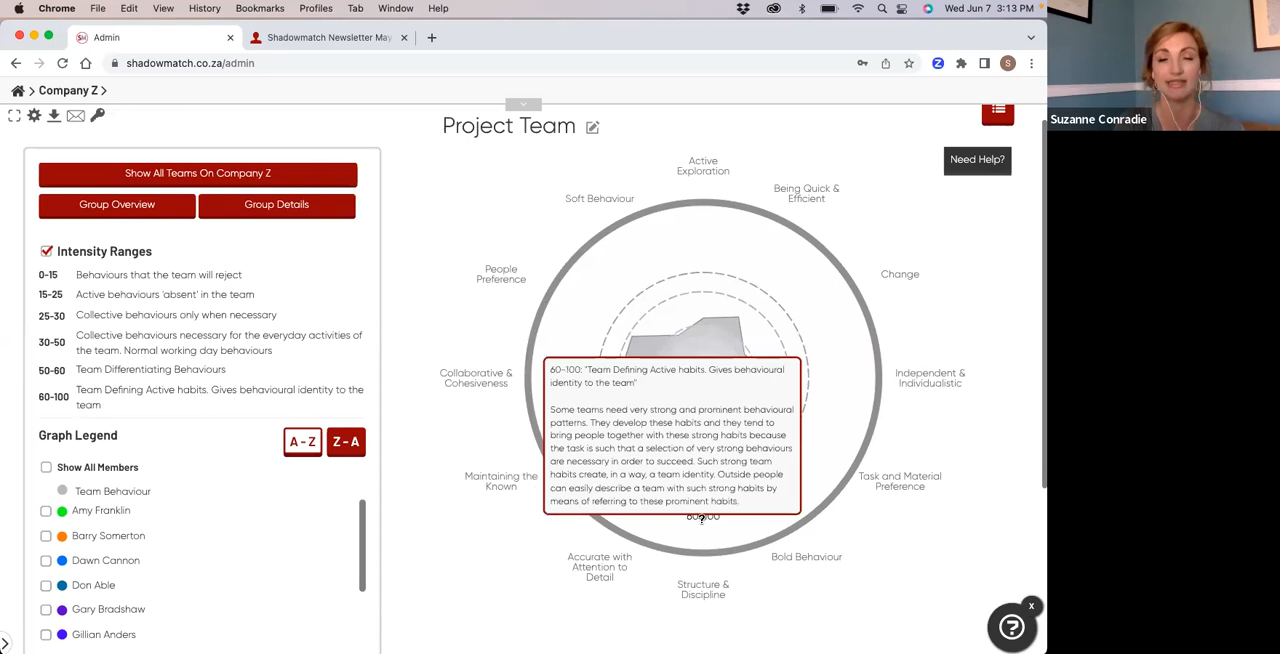 Chrome File Edit View History Bookmarks Profiles Tab Window Help
Wed Jun 7 3:13 PM
Admin
Shadowmatch Newsletter May
shadowmatch.co.za/admin
S
Company Z >
Project Team
Need Help?
Suzanne Conradie
Show All Teams On Company Z
Group Overview
Group Details
Intensity Ranges
0-15 Behaviours that the team will reject
15-25 Active behaviours 'absent' in the team
25-30 Collective behaviours only when necessary
30-50 Collective behaviours necessary for the everyday activities of
the team. Normal working day behaviours
50-60 Team Differentiating Behaviours
60-100 Team Defining Active habits. Gives behavioural identity to the
team
Graph Legend
A - Z
Z - A
Show All Members
Team Behaviour
Amy Franklin
Barry Somerton
Dawn Cannon
Don Able
Gary Bradshaw
Gillian Anders
Active
Exploration
Being Quick &
Efficient
Soft Behaviour
Change
People
Preference
Collaborative &
Cohesiveness
Independent &
Individualistic
Maintaining the
Known
Task and Material
Preference
Accurate with
Attention to
Detail
Bold Behaviour
Structure &
Discipline
60-100: "Team Defining Active habits. Gives behavioural
identity to the team"
Some teams need very strong and prominent behavioural
patterns. They develop these habits and they tend to
bring people together with these strong habits because
the task is such that a selection of very strong behaviours
are necessary in order to succeed. Such strong team
habits create, in a way, a team identity. Outside people
can easily describe a team with such strong habits by
means of referring to these prominent habits.
60-100
x
?